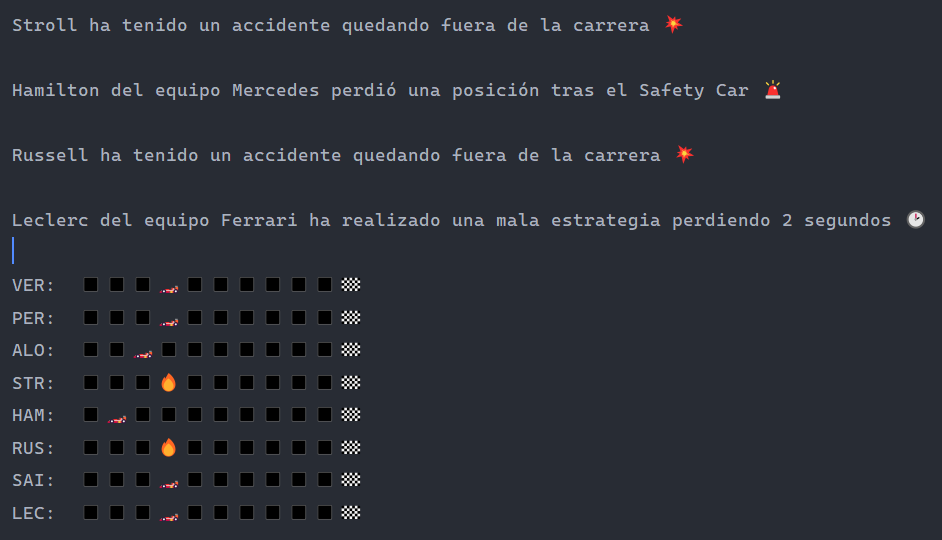 Stroll ha tenido un accidente quedando fuera de la carrera 💥
Hamilton del equipo Mercedes perdió una posición tras el Safety Car 🚨
Russell ha tenido un accidente quedando fuera de la carrera 💥
Leclerc del equipo Ferrari ha realizado una mala estrategia perdiendo 2 segundos 🕐
VER:
PER:
ALO:
STR:
HAM:
RUS:
SAI:
LEC: